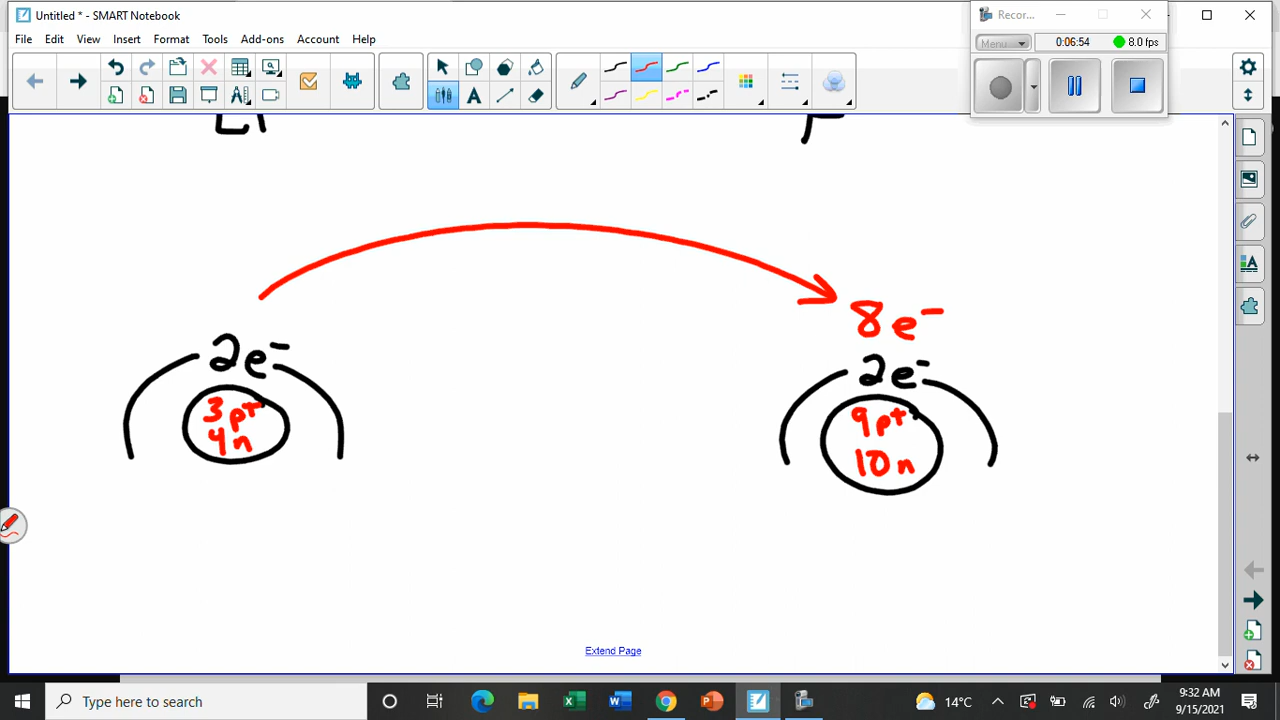 Untitled * - SMART Notebook
File Edit View Insert Format Tools Add-ons Account Help
Recor...
Menu
0:06:54
8.0 fps
Li
8e⁻
2e⁻
2e⁻
3p⁺
4n
9p⁺
10n
Extend Page
Type here to search
14°C
9:32 AM
9/15/2021